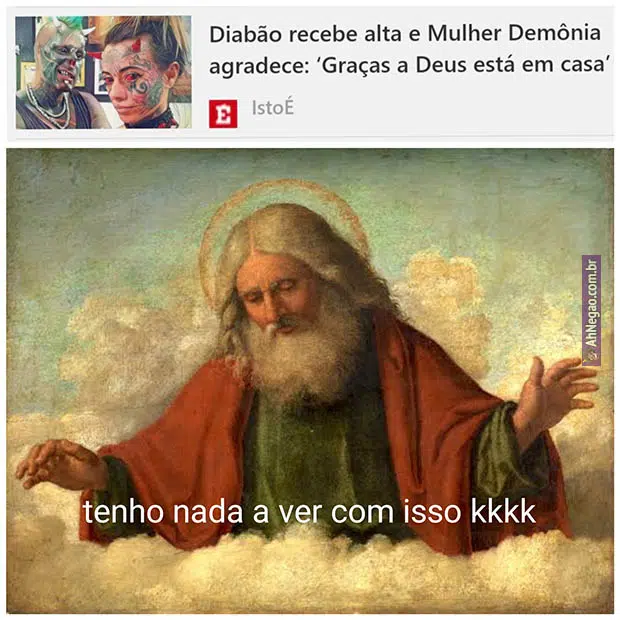 Diabão recebe alta e Mulher Demônia
agradece: ‘Graças a Deus está em casa’
E IstoÉ
AhNegao.com.br
tenho nada a ver com isso kkkk